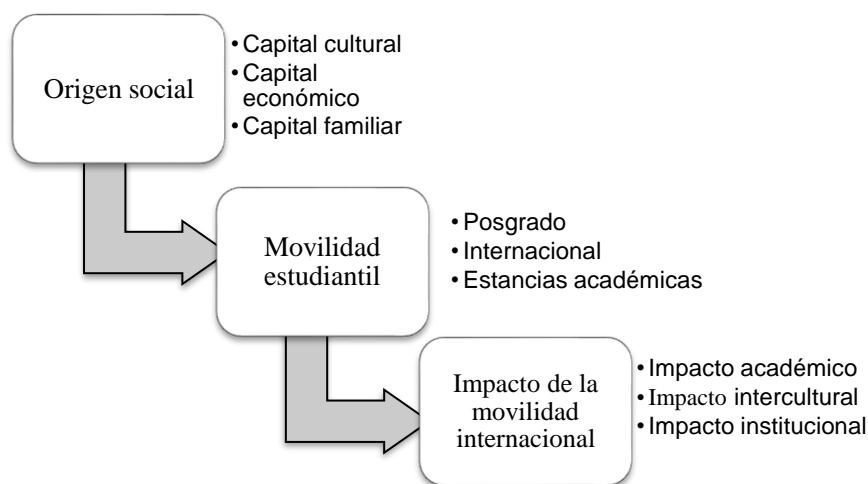 Origen social
• Capital cultural
• Capital
económico
• Capital familiar
Movilidad
estudiantil
• Posgrado
• Internacional
• Estancias académicas
Impacto de la
movilidad
internacional
• Impacto académico
• Impacto intercultural
• Impacto institucional